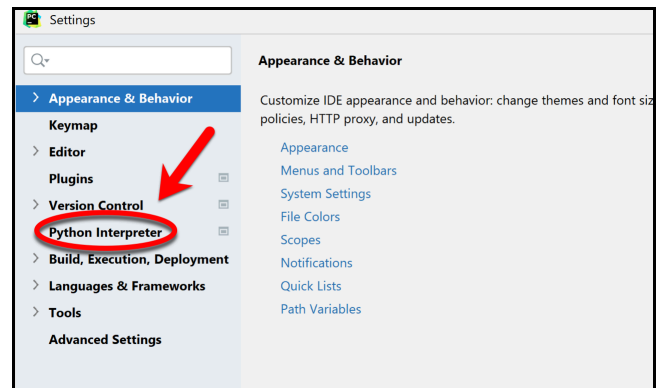 PC
Settings
Appearance & Behavior
Keymap
Editor
Plugins
Version Control
Python Interpreter
Build, Execution, Deployment
Languages & Frameworks
Tools
Advanced Settings
Appearance & Behavior
Customize IDE appearance and behavior: change themes and font siz
policies, HTTP proxy, and updates.
Appearance
Menus and Toolbars
System Settings
File Colors
Scopes
Notifications
Quick Lists
Path Variables